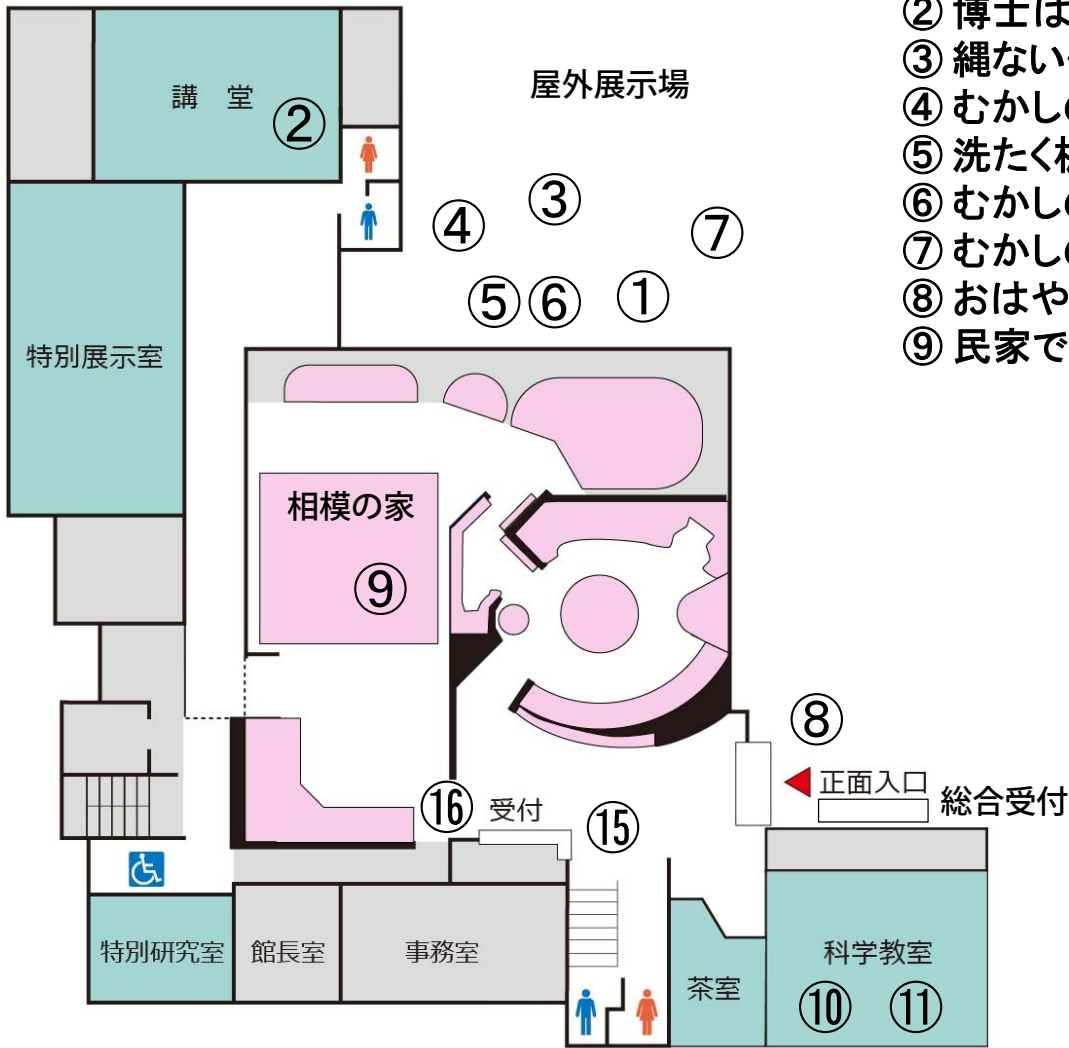 ② 博士は
③ 縄ない
④ むかしの
⑤ 洗たく
⑥ むかしの
⑦ むかしの
⑧ おはや
⑨ 民家で
講 堂
②
屋外展示場
③
④
⑦
⑤
⑥
①
特別展示室
相模の家
⑨
⑧
正面入口
総合受付
⑯
受付
⑮
特別研究室
館長室
事務室
茶室
科学教室
⑩
⑪